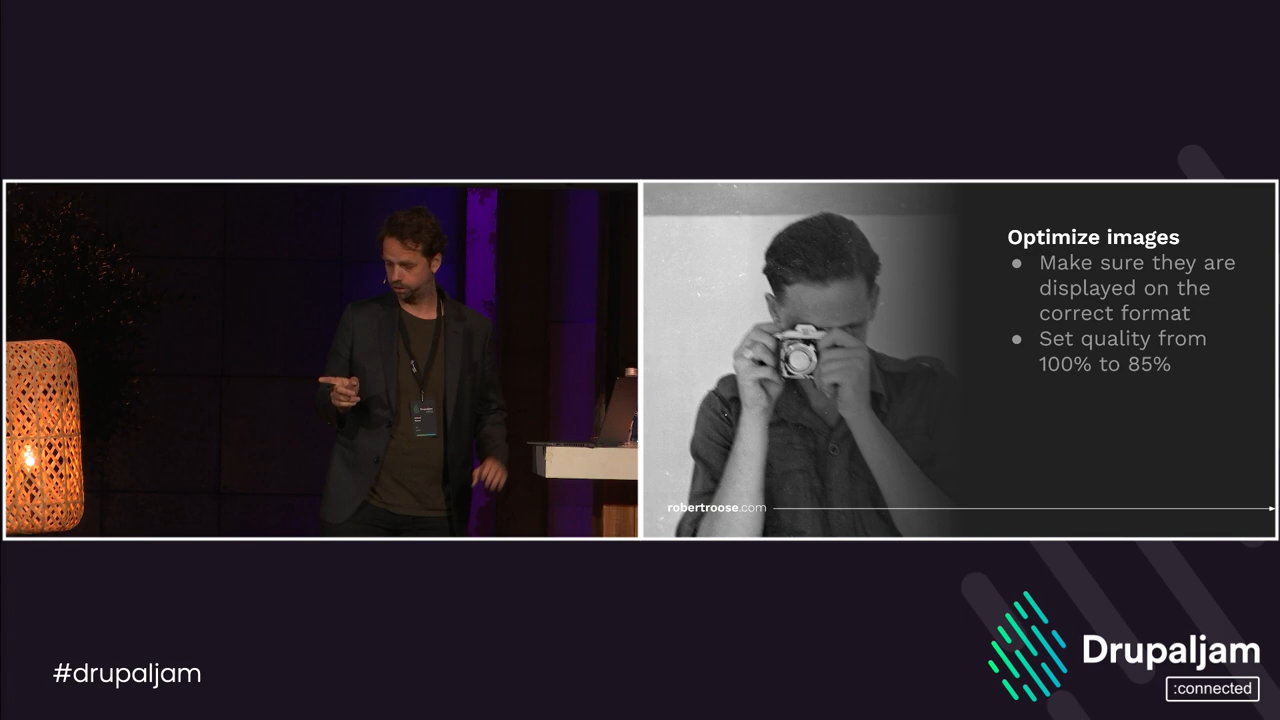 Optimize images
● Make sure they are
displayed on the
correct format
● Set quality from
100% to 85%
robertroose.com
Drupaljam
#drupaljam
Drupaljam
:connected